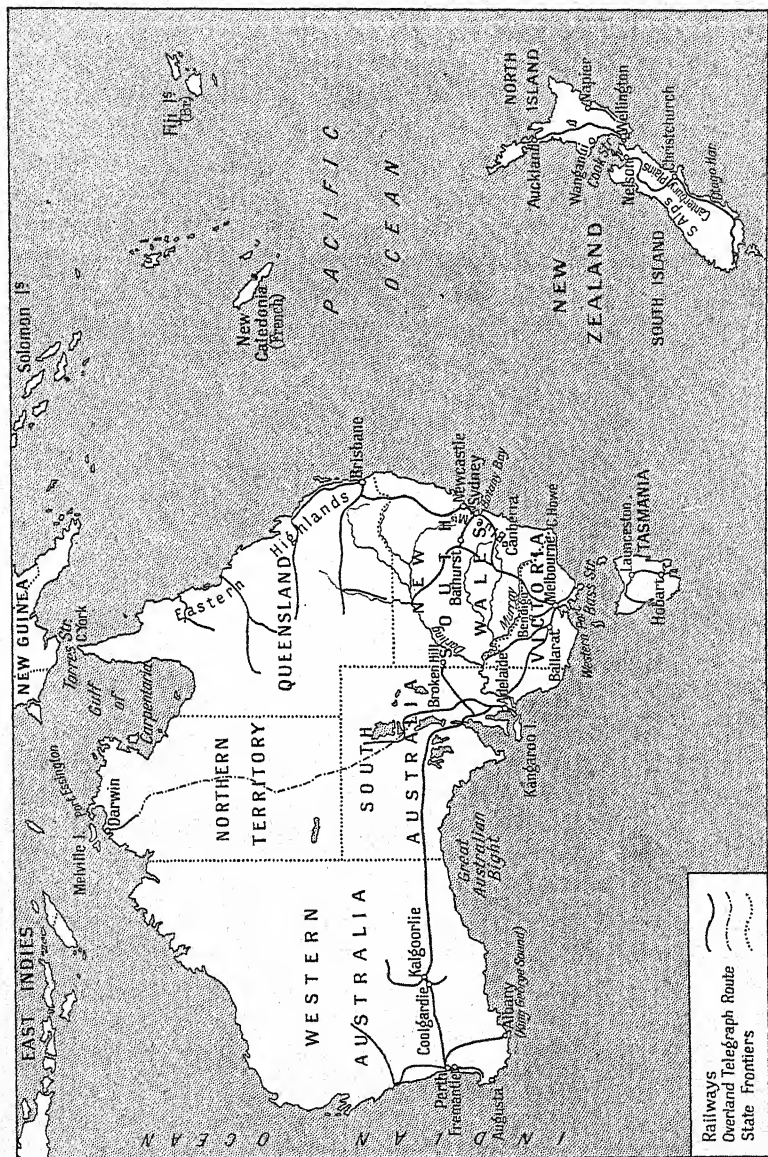 EAST INDIES
NEW GUINEA
Solomon Is
Torres Str
C. York
Melville I.
Port Essington
Darwin
Gulf
of
Carpentaria
Fiji Is
(Br.)
New
Caledonia
(French)
PACIFIC
OCEAN
INDIAN OCEAN
NORTHERN
TERRITORY
QUEENSLAND
Eastern Highlands
WESTERN
AUSTRALIA
SOUTH
AUSTRALIA
Brisbane
Coolgardie
Kalgoorlie
Perth
Fremantle
Augusta
Albany
(King George Sound)
Great
Australian
Bight
Broken Hill
Darling
NEW
SOUTH
WALES
Bathurst
Newcastle
Sydney
Botany Bay
Canberra
Murray
Adelaide
Kangaroo I.
Bendigo
VICTORIA
Ballarat
Melbourne
C. Howe
Western Port
Bass Str
Launceston
TASMANIA
Hobart
NORTH
ISLAND
Auckland
Napier
Wanganui
Cook Str
Wellington
Nelson
NEW
ZEALAND
Christchurch
Canterbury Plains
S Alps
Otago Har.
SOUTH ISLAND
Railways
Overland Telegraph Route
State Frontiers